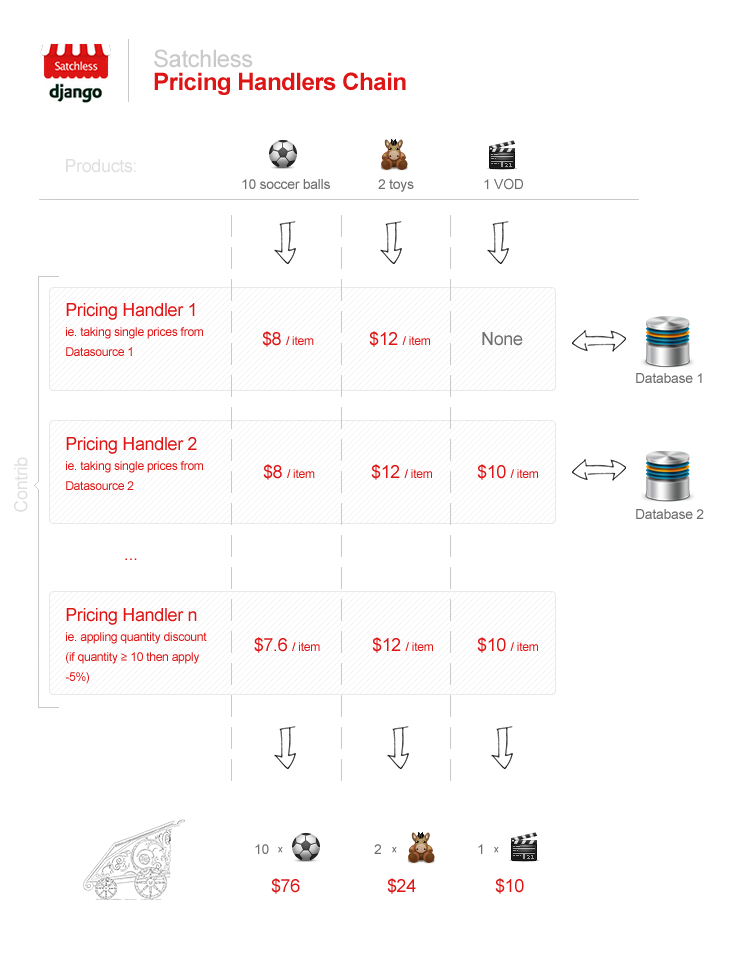 Satchless
django
Satchless
Pricing Handlers Chain
Products:
10 soccer balls
2 toys
1 VOD
Contrib
Pricing Handler 1
ie. taking single prices from
Datasource 1
$8 / item
$12 / item
None
Database 1
Pricing Handler 2
ie. taking single prices from
Datasource 2
$8 / item
$12 / item
$10 / item
Database 2
...
Pricing Handler n
ie. appling quantity discount
(if quantity ≥ 10 then apply
-5%)
$7.6 / item
$12 / item
$10 / item
10 x
2 x
1 x
$76
$24
$10